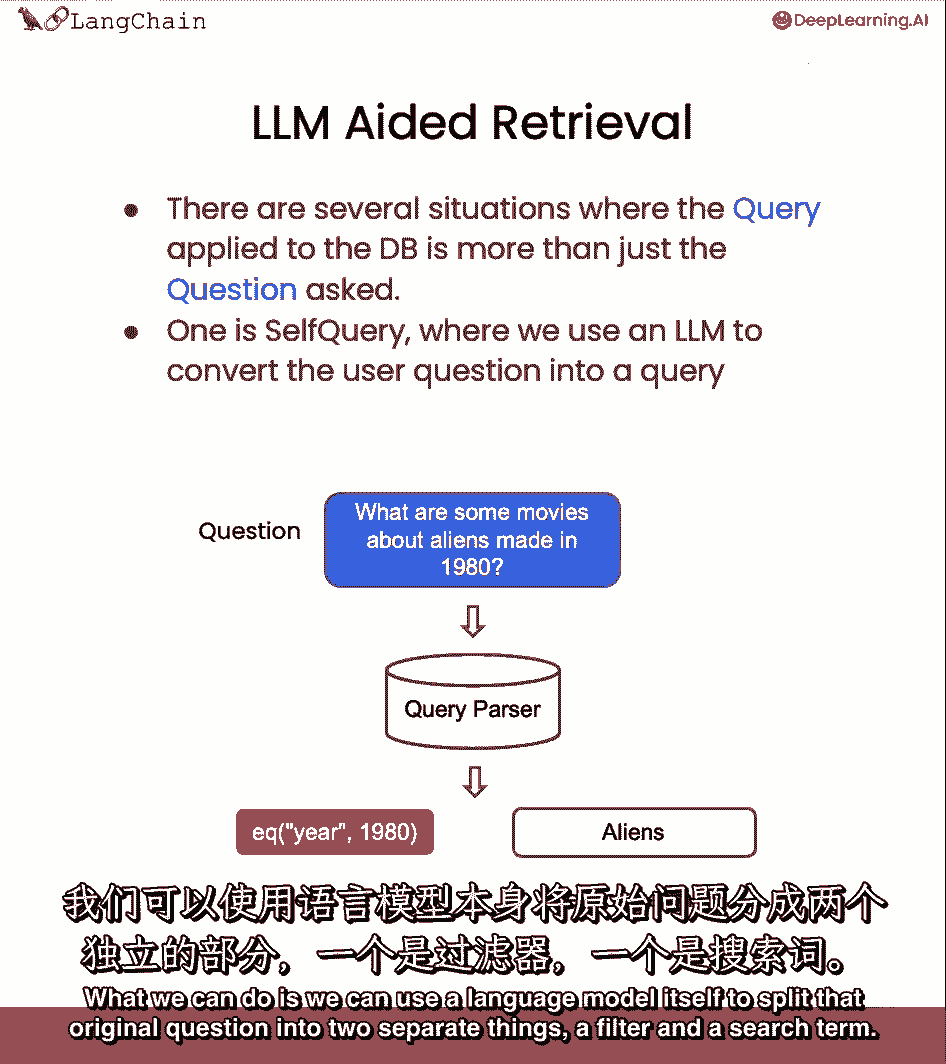 LangChain
DeepLearning.AI
LLM Aided Retrieval
There are several situations where the Query
applied to the DB is more than just the
Question asked.
One is SelfQuery, where we use an LLM to
convert the user question into a query
Question
What are some movies
about aliens made in
1980?
Query Parser
eq("year", 1980)
Aliens
我们可以使用语言模型本身将原始问题分成两个
独立的部分，一个是过滤器，一个是搜索词。
What we can do is we can use a language model itself to split that
original question into two separate things, a filter and a search term.